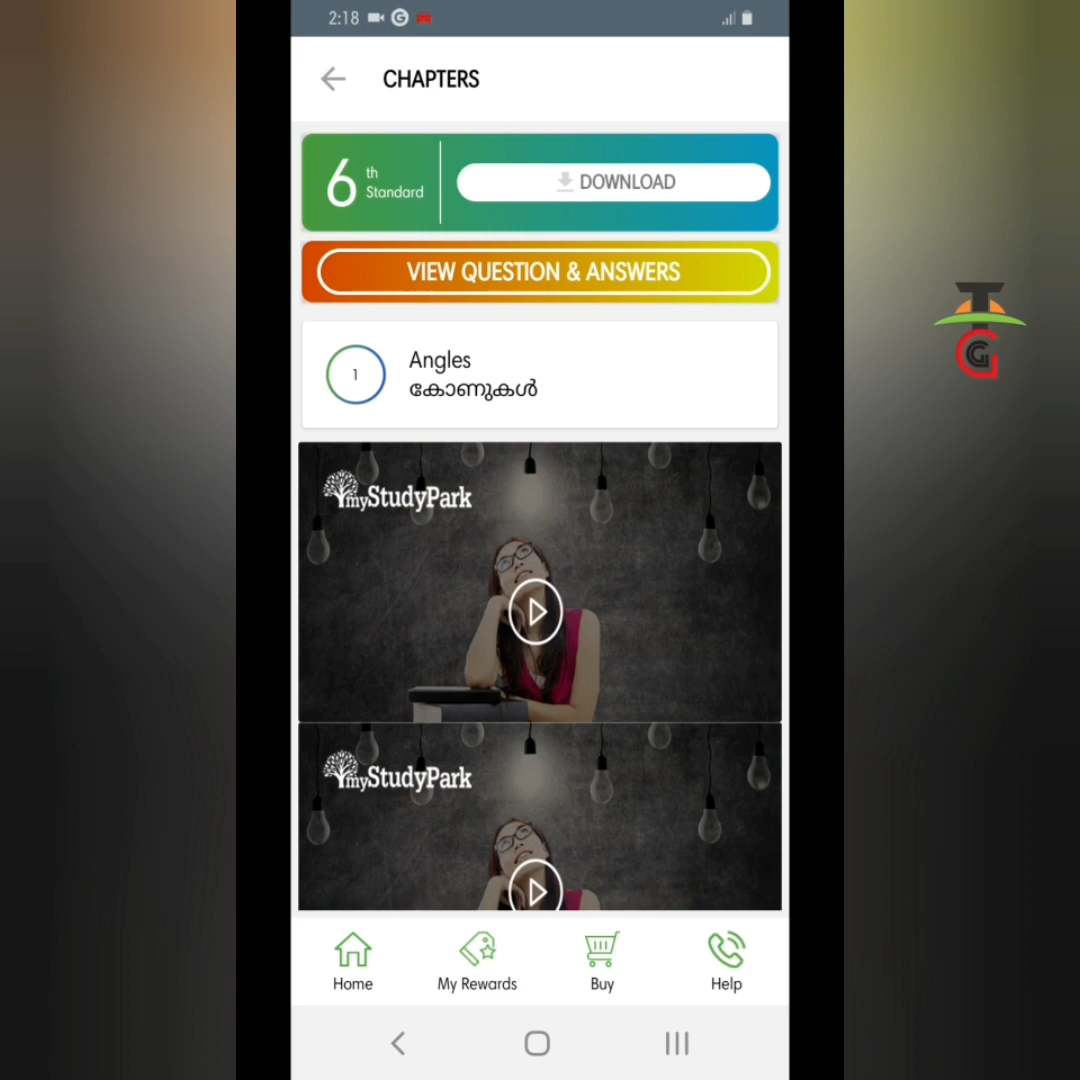 2:18
CHAPTERS
6 th
Standard
DOWNLOAD
VIEW QUESTION & ANSWERS
1
Angles
കോണുകൾ
myStudyPark
myStudyPark
Home
My Rewards
Buy
Help
TG